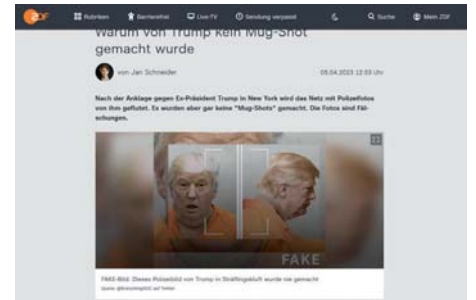 ZDF Rubriken Barrierefrei Live-TV Sendung verpasst Suche Mein ZDF
Warum von Trump kein Mug-Shot
gemacht wurde
von Jan Schneider 05.04.2023 12:53 Uhr
Nach der Anklage gegen Ex-Präsident Trump in New York wird das Netz mit Polizeifotos
von ihm geflutet. Es wurden aber gar keine "Mug-Shots" gemacht. Die Fotos sind Fäl-
schungen.
FAKE
FAKE-Bild: Dieses Polizeibild von Trump in Sträflingskluft wurde nie gemacht
auf Twitter